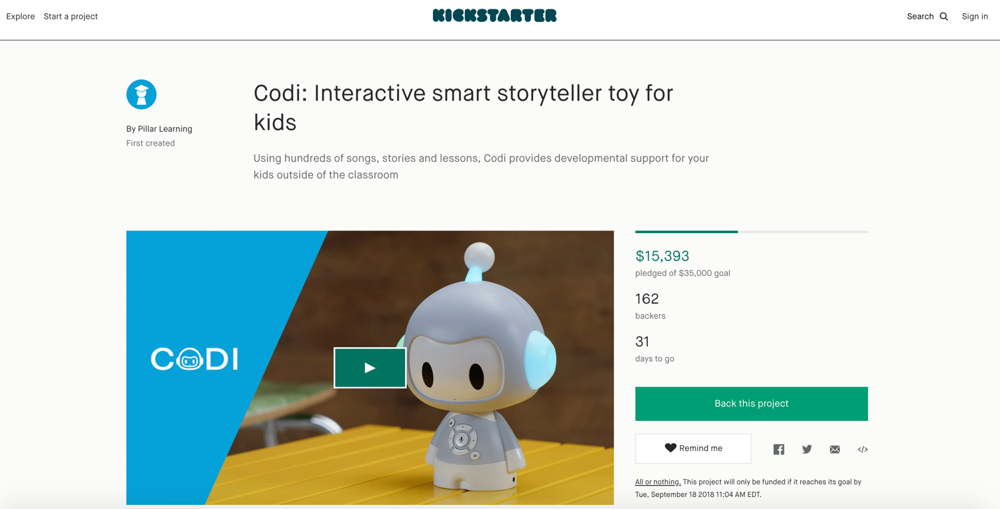 Explore Start a project KICKSTARTER Search Sign in
Codi: Interactive smart storyteller toy for
kids
By Pillar Learning
First created
Using hundreds of songs, stories and lessons, Codi provides developmental support for your
kids outside of the classroom
CODI
$15,393
pledged of $35,000 goal
162
backers
31
days to go
Back this project
Remind me
All or nothing. This project will only be funded if it reaches its goal by
Tue, September 18 2018 11:04 AM EDT.